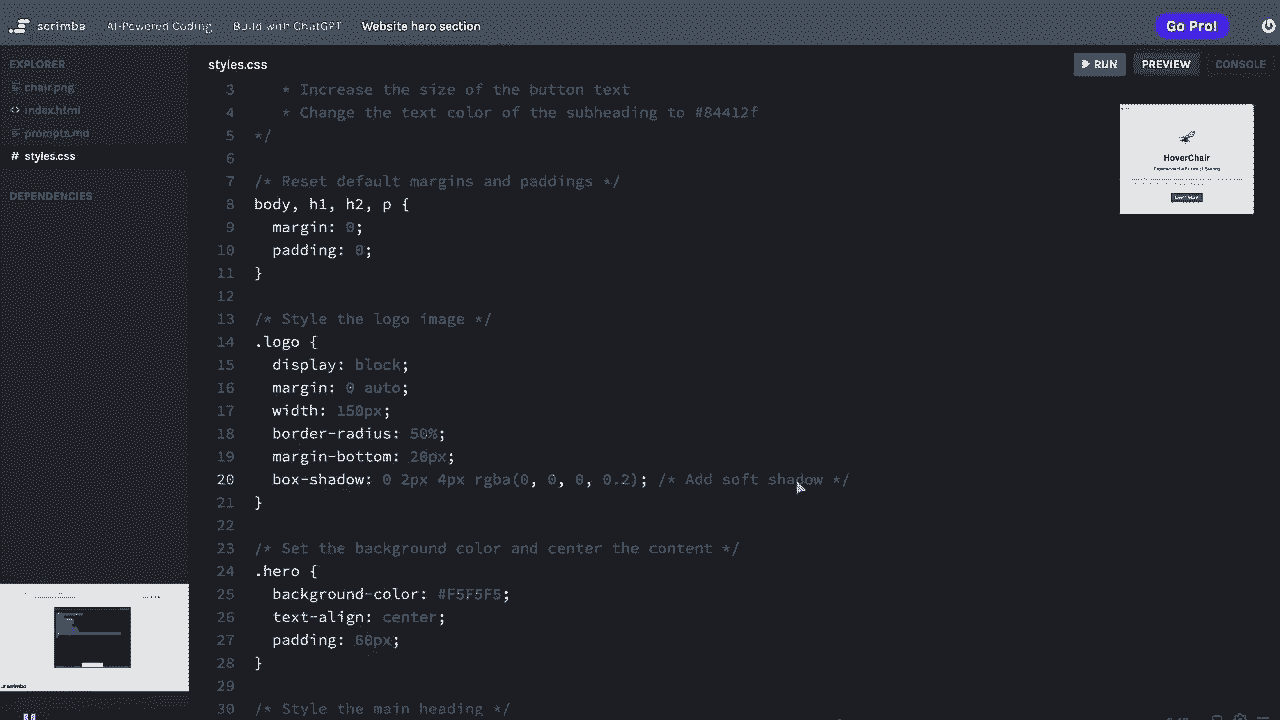 scrimba AI-Powered Coding Build with ChatGPT Website hero section Go Pro!
EXPLORER
chair.png
index.html
prompts.md
# styles.css
DEPENDENCIES
styles.css
RUN PREVIEW CONSOLE
3 * Increase the size of the button text
4 * Change the text color of the subheading to #84412f
5 */
6
7 /* Reset default margins and paddings */
8 body, h1, h2, p {
9 margin: 0;
10 padding: 0;
11 }
12
13 /* Style the logo image */
14 .logo {
15 display: block;
16 margin: 0 auto;
17 width: 150px;
18 border-radius: 50%;
19 margin-bottom: 20px;
20 box-shadow: 0 2px 4px rgba(0, 0, 0, 0.2); /* Add soft shadow */
21 }
22
23 /* Set the background color and center the content */
24 .hero {
25 background-color: #F5F5F5;
26 text-align: center;
27 padding: 60px;
28 }
29
30 /* Style the main heading */
HoverChair
scrimba